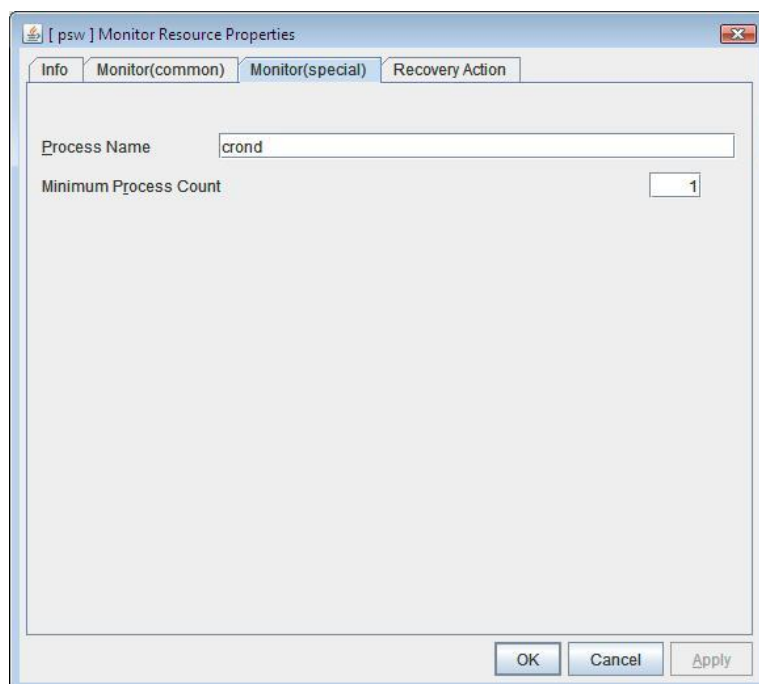 [ psw ] Monitor Resource Properties
Info Monitor(common) Monitor(special) Recovery Action
Process Name crond
Minimum Process Count 1
OK Cancel Apply